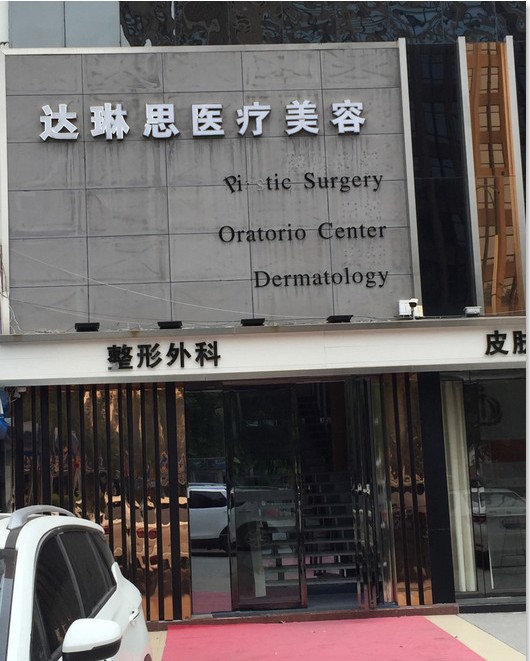 达琳思医疗美容
Surgery
Oratorio Center
Dermatology
整形外科
皮肤